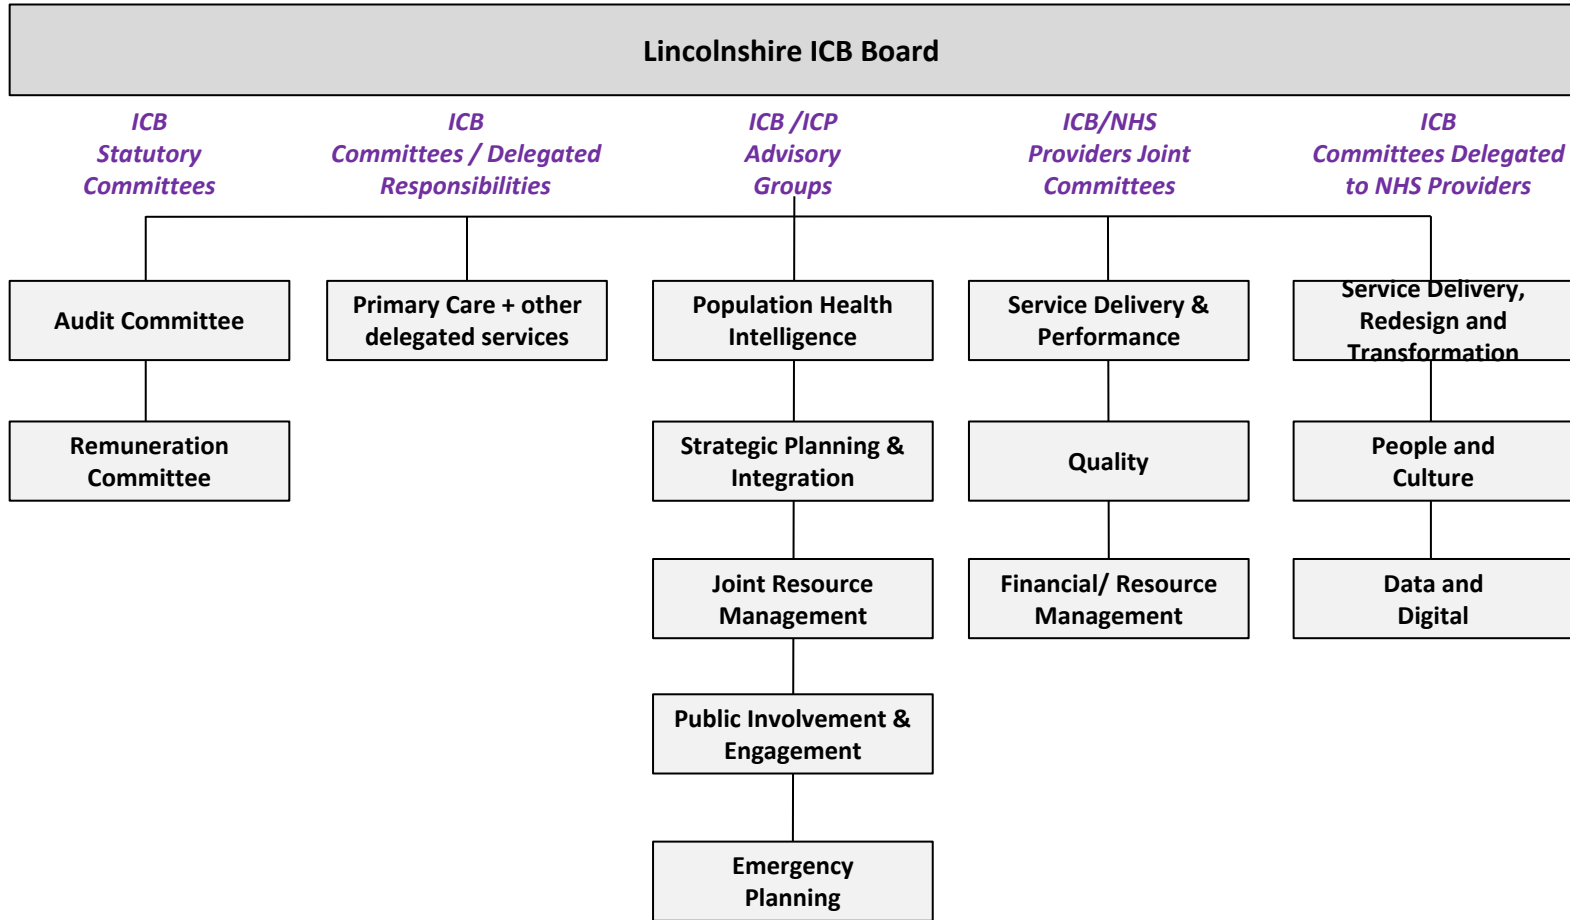 Lincolnshire ICB Board
ICB
Statutory
Committees
ICB
Committees / Delegated
Responsibilities
ICB /ICP
Advisory
Groups
ICB/NHS
Providers Joint
Committees
ICB
Committees Delegated
to NHS Providers
Audit Committee
Primary Care + other
delegated services
Population Health
Intelligence
Service Delivery &
Performance
Service Delivery,
Redesign and
Transformation
Remuneration
Committee
Strategic Planning &
Integration
Quality
People and
Culture
Joint Resource
Management
Financial/ Resource
Management
Data and
Digital
Public Involvement &
Engagement
Emergency
Planning